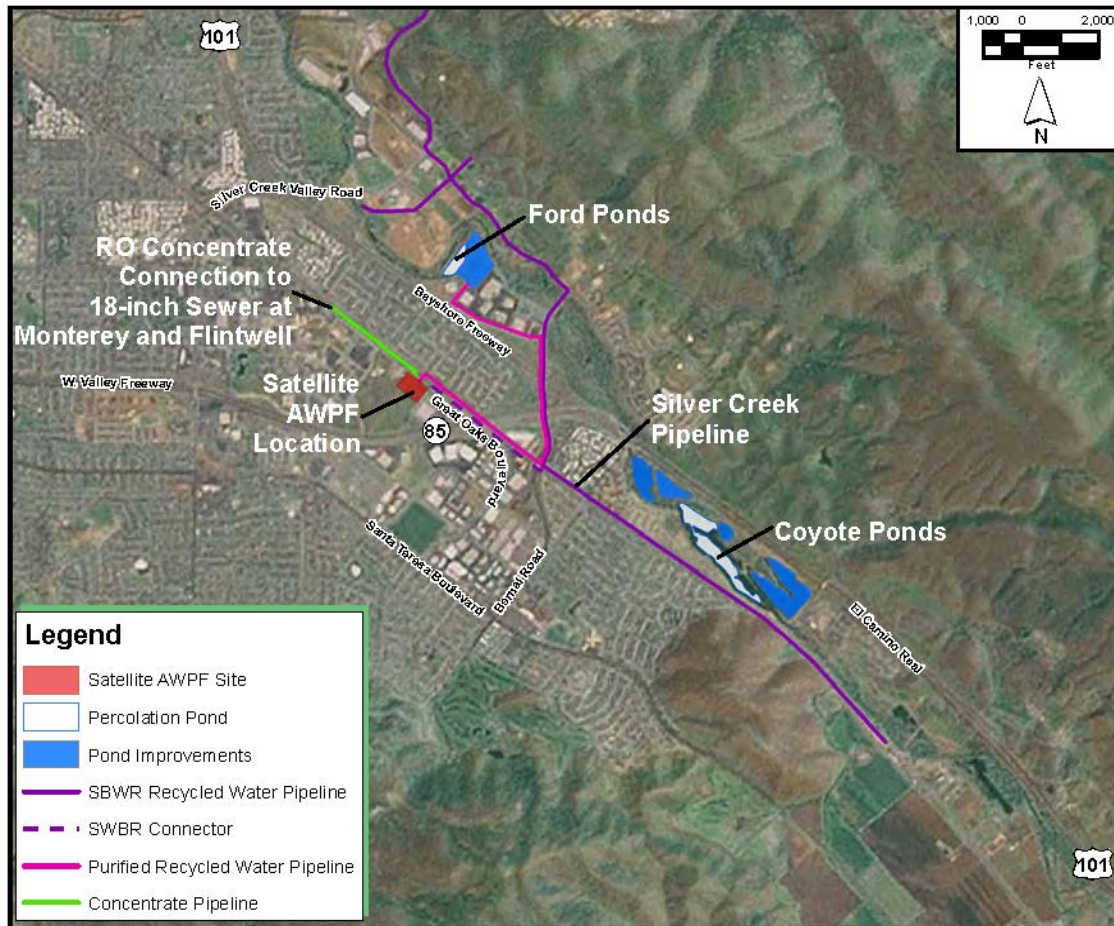 101
1,000 0 2,000
Feet
N
Silver Creek Valley Road
Ford Ponds
RO Concentrate
Connection to
18-inch Sewer at
Monterey and Flintwell
Bayshore Freeway
W. Valley Freeway
Satellite
AWPF
Location
85
Great Oaks Boulevard
Silver Creek
Pipeline
Coyote Ponds
Santa Teresa Boulevard
Bernal Road
El Camino Real
101
Legend
Satellite AWPF Site
Percolation Pond
Pond Improvements
SBWR Recycled Water Pipeline
SWBR Connector
Purified Recycled Water Pipeline
Concentrate Pipeline